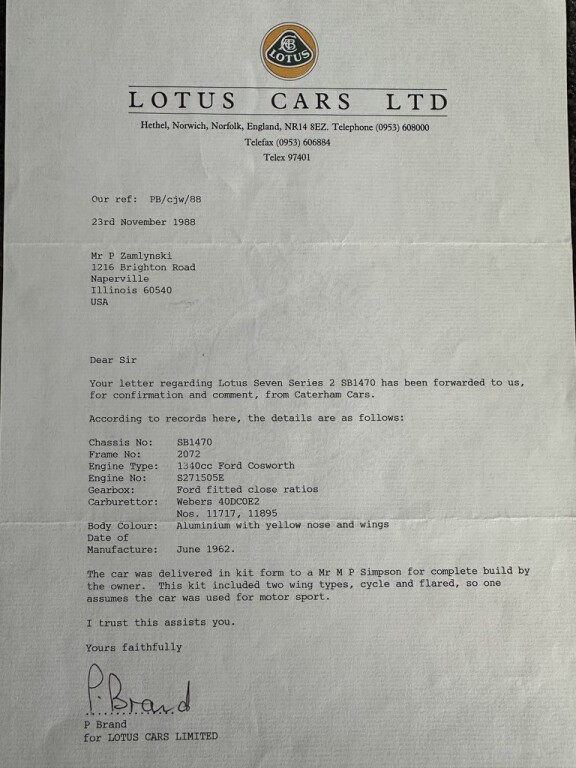 LOTUS
LOTUS CARS LTD
Hethel, Norwich, Norfolk, England, NR14 8EZ. Telephone (0953) 608000
Telefax (0953) 606884
Telex 97401
Our ref: PB/cjw/88
23rd November 1988
Mr P Zamlynski
1216 Brighton Road
Naperville
Illinois 60540
USA
Dear Sir
Your letter regarding Lotus Seven Series 2 SB1470 has been forwarded to us,
for confirmation and comment, from Caterham Cars.
According to records here, the details are as follows:
Chassis No: SB1470
Frame No: 2072
Engine Type: 1340cc Ford Cosworth
Engine No: S271505E
Gearbox: Ford fitted close ratios
Carburettor: Webers 40DCOE2
Nos. 11717, 11895
Body Colour: Aluminium with yellow nose and wings
Date of
Manufacture: June 1962.
The car was delivered in kit form to a Mr M P Simpson for complete build by
the owner. This kit included two wing types, cycle and flared, so one
assumes the car was used for motor sport.
I trust this assists you.
Yours faithfully
P. Brand
P Brand
for LOTUS CARS LIMITED